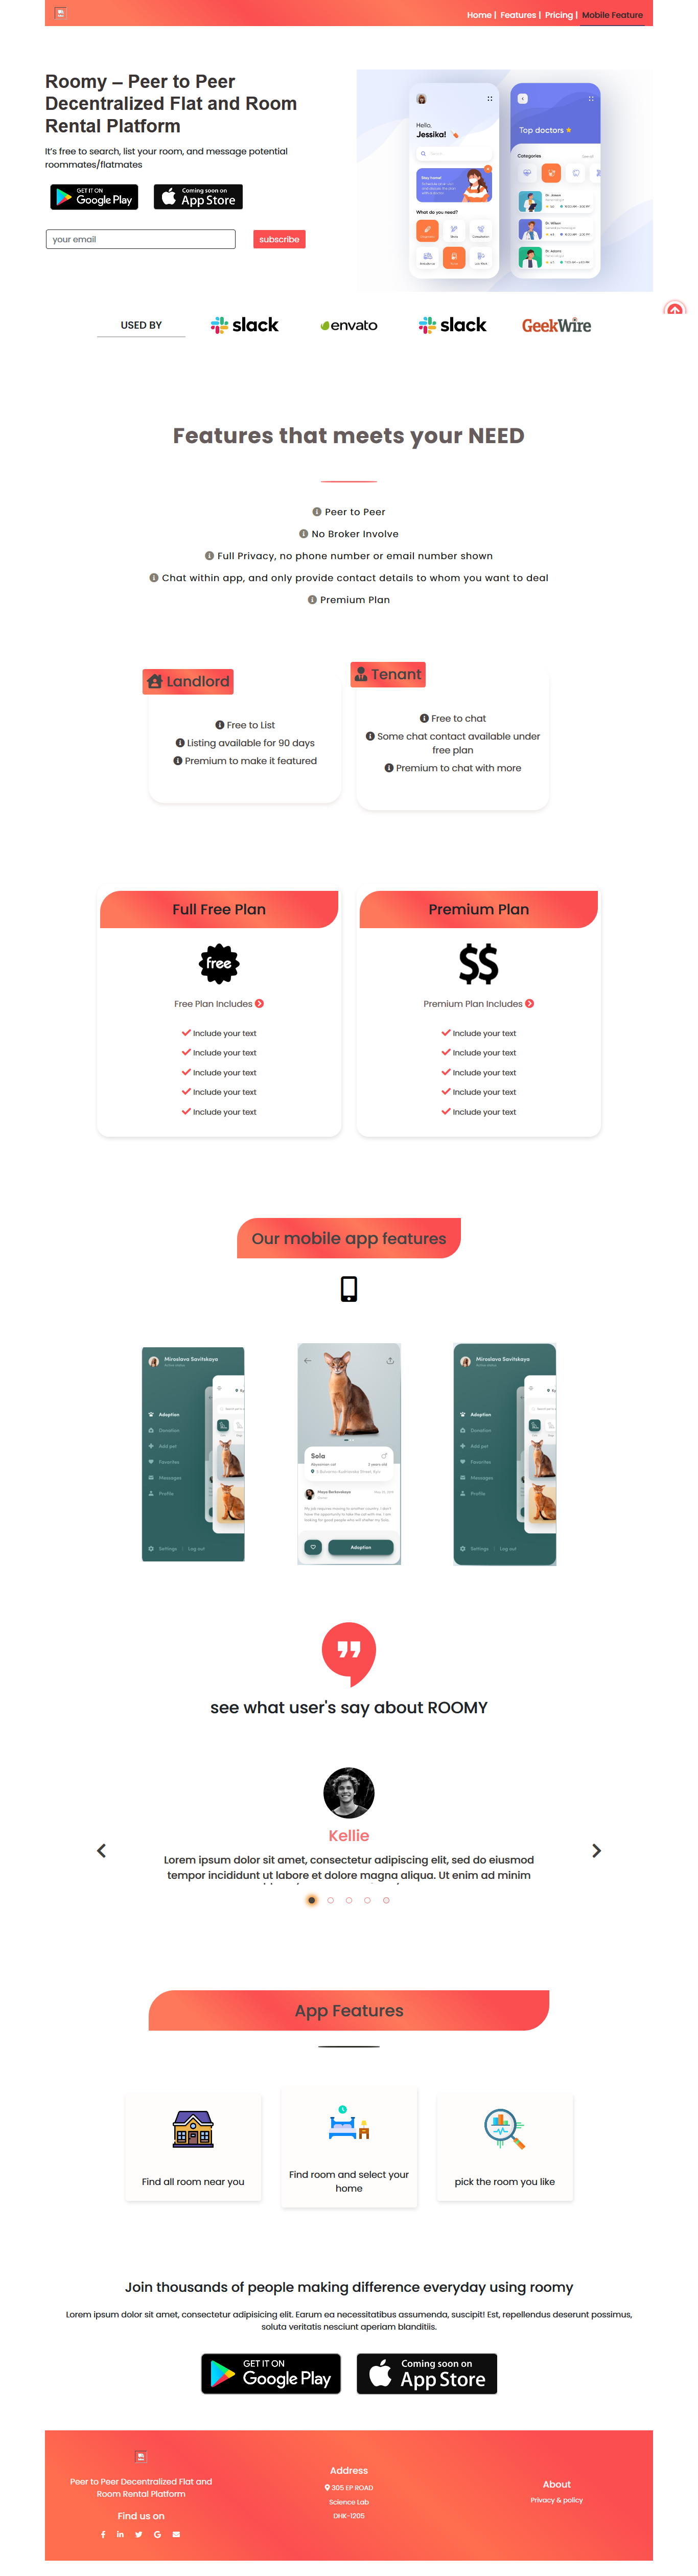 Home | Features | Pricing | Mobile Feature
Roomy – Peer to Peer
Decentralized Flat and Room
Rental Platform
It's free to search, list your room, and message potential
roommates/flatmates
GET IT ON
Google Play
Coming soon on
App Store
your email
subscribe
Hello,
Jessika!
Stay home!
What do you need?
Top doctors
Categories
USED BY
slack
envato
slack
GeekWire
Features that meets your NEED
Peer to Peer
No Broker Involve
Full Privacy, no phone number or email number shown
Chat within app, and only provide contact details to whom you want to deal
Premium Plan
Landlord
Free to List
Listing available for 90 days
Premium to make it featured
Tenant
Free to chat
Some chat contact available under
free plan
Premium to chat with more
Full Free Plan
free
Free Plan Includes
Include your text
Include your text
Include your text
Include your text
Include your text
Premium Plan
$$
Premium Plan Includes
Include your text
Include your text
Include your text
Include your text
Include your text
Our mobile app features
Miroslava Savitskaya
Adoption
Donation
Add pet
Favorites
Messages
Profile
Settings | Log out
Sola
Abyssinian cat
2 years old
Maya Berkovskaya
Adoption
Miroslava Savitskaya
Adoption
Donation
Add pet
Favorites
Messages
Profile
Settings | Log out
see what user's say about ROOMY
Kellie
Lorem ipsum dolor sit amet, consectetur adipiscing elit, sed do eiusmod
tempor incididunt ut labore et dolore magna aliqua. Ut enim ad minim
App Features
Find all room near you
Find room and select your
home
pick the room you like
Join thousands of people making difference everyday using roomy
Lorem ipsum dolor sit amet, consectetur adipisicing elit. Earum ea necessitatibus assumenda, suscipit! Est, repellendus deserunt possimus,
soluta veritatis nesciunt aperiam blanditiis.
GET IT ON
Google Play
Coming soon on
App Store
Peer to Peer Decentralized Flat and
Room Rental Platform
Find us on
Address
305 EP ROAD
Science Lab
DHK-1205
About
Privacy & policy